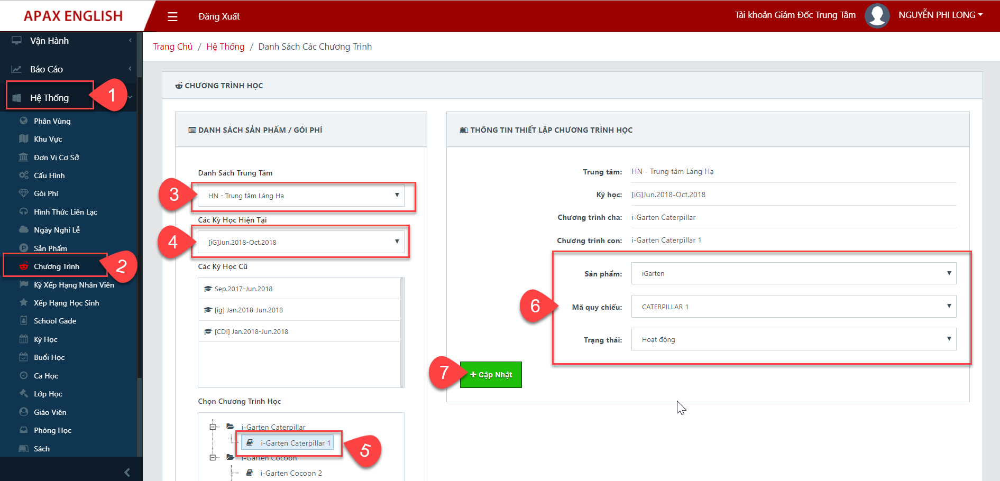 APAX ENGLISH
Đăng Xuất
Tài khoản Giám Đốc Trung Tâm
NGUYỄN PHI LONG
Vận Hành
Báo Cáo
Hệ Thống
1
Phân Vùng
Khu Vực
Đơn Vị Cơ Sở
Cấu Hình
Gói Phí
Hình Thức Liên Lạc
Ngày Nghỉ Lễ
Sản Phẩm
Chương Trình
2
Kỳ Xếp Hạng Nhân Viên
Xếp Hạng Học Sinh
School Gade
Kỳ Học
Buổi Học
Ca Học
Lớp Học
Giáo Viên
Phòng Học
Sách
Trang Chủ / Hệ Thống / Danh Sách Các Chương Trình
CHƯƠNG TRÌNH HỌC
DANH SÁCH SẢN PHẨM / GÓI PHÍ
Danh Sách Trung Tâm
3
HN - Trung tâm Láng Hạ
Các Kỳ Học Hiện Tại
4
[iG]Jun.2018-Oct.2018
Các Kỳ Học Cũ
Sep.2017-Jun.2018
[ig] Jan.2018-Jun.2018
[CDI] Jan.2018-Jun.2018
Chọn Chương Trình Học
i-Garten Caterpillar
i-Garten Caterpillar 1
5
i-Garten Cocoon
i-Garten Cocoon 2
THÔNG TIN THIẾT LẬP CHƯƠNG TRÌNH HỌC
Trung tâm: HN - Trung tâm Láng Hạ
Kỳ học: [iG]Jun.2018-Oct.2018
Chương trình cha: i-Garten Caterpillar
Chương trình con: i-Garten Caterpillar 1
Sản phẩm: iGarten
6
Mã quy chiếu: CATERPILLAR 1
Trạng thái: Hoạt động
7
Cập Nhật